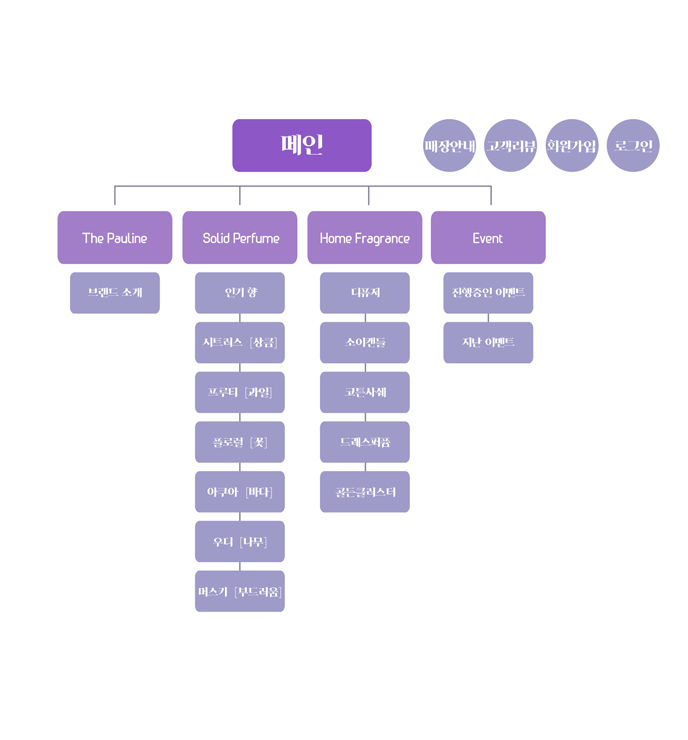 메인
매장안내
고객리뷰
회원가입
로그인
The Pauline
Solid Perfume
Home Fragrance
Event
브랜드 소개
인기 향
디퓨저
진행중인 이벤트
시트러스 [상큼]
소이캔들
지난 이벤트
프루티 [과일]
코튼사쉐
플로럴 [꽃]
드레스퍼퓸
아쿠아 [바다]
골든클러스터
우디 [나무]
머스키 [부드러움]